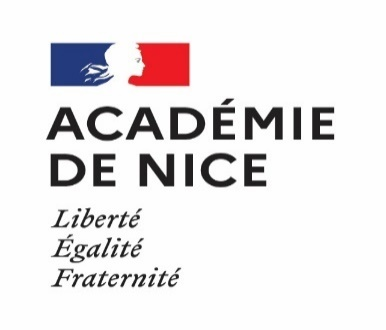 ACADÉMIE
DE NICE
Liberté
Égalité
Fraternité